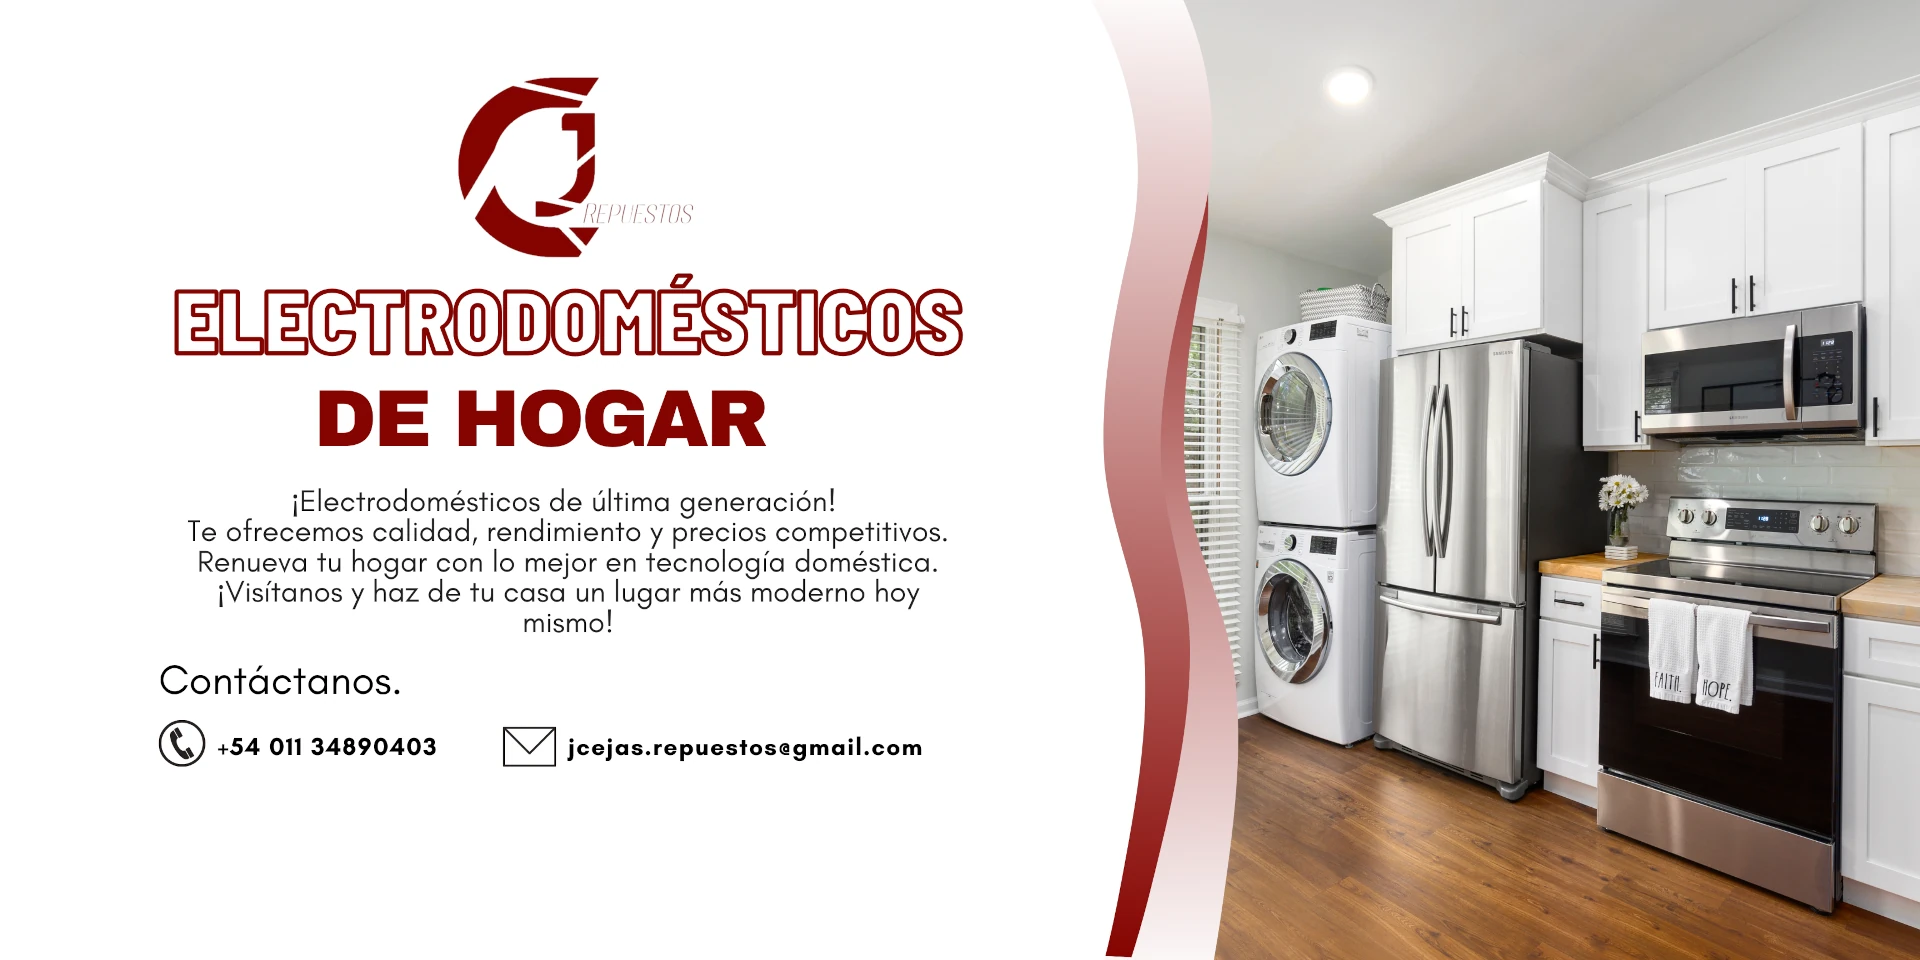 CJ
REPUESTOS
ELECTRODOMÉSTICOS
DE HOGAR
¡Electrodomésticos de última generación!
Te ofrecemos calidad, rendimiento y precios competitivos.
Renueva tu hogar con lo mejor en tecnología doméstica.
¡Visítanos y haz de tu casa un lugar más moderno hoy
mismo!
Contáctanos.
+54 011 34890403
jcejas.repuestos@gmail.com
SAMSUNG
FAITH.
HOPE.